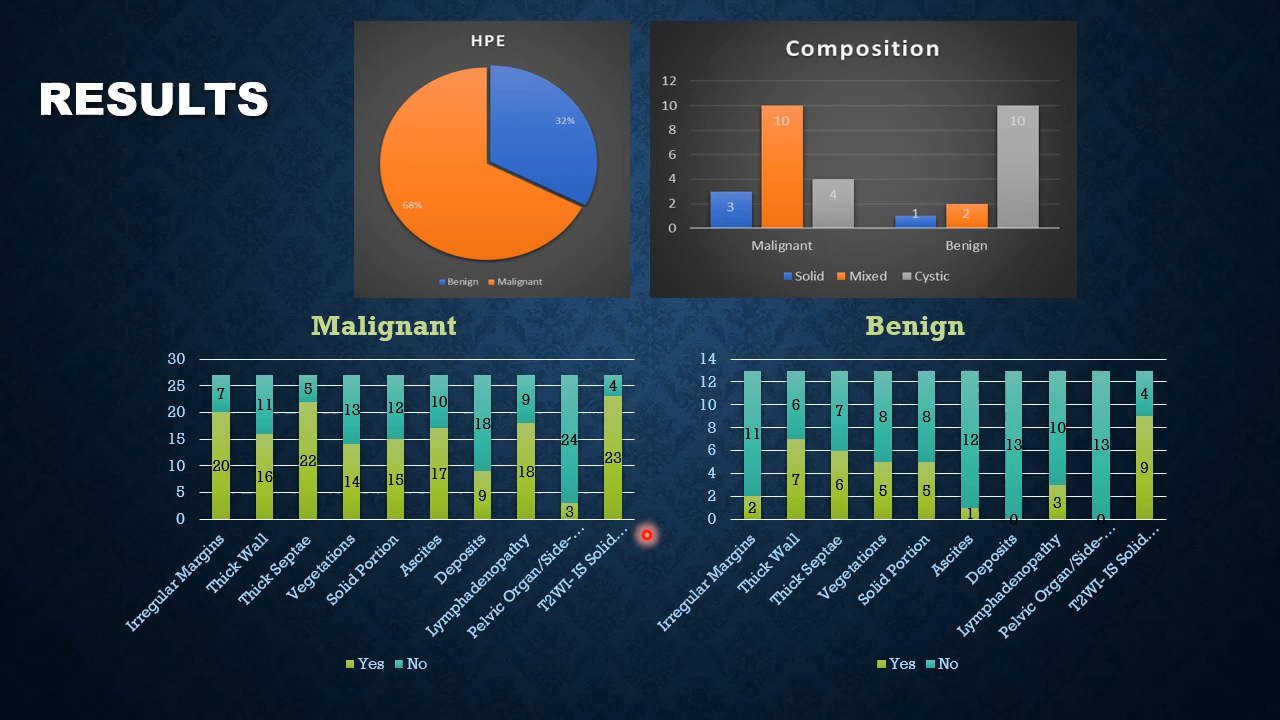 RESULTS
HPE
32%
68%
Benign Malignant
Composition
12
10
8
6
4
2
0
3
10
4
1
2
10
Malignant Benign
Solid Mixed Cystic
Malignant
30
25
20
15
10
5
0
7 11 5 13 12 10 18 9 24 4
20 16 22 14 15 17 9 18 3 23
Irregular Margins
Thick Wall
Thick Septae
Vegetations
Solid Portion
Ascites
Deposits
Lymphadenopathy
Pelvic Organ/Side-...
T2WI- IS Solid...
Yes No
Benign
14
12
10
8
6
4
2
0
11 6 7 8 8 12 13 10 13 4
2 7 6 5 5 1 0 3 0 9
Irregular Margins
Thick Wall
Thick Septae
Vegetations
Solid Portion
Ascites
Deposits
Lymphadenopathy
Pelvic Organ/Side-...
T2WI- IS Solid...
Yes No